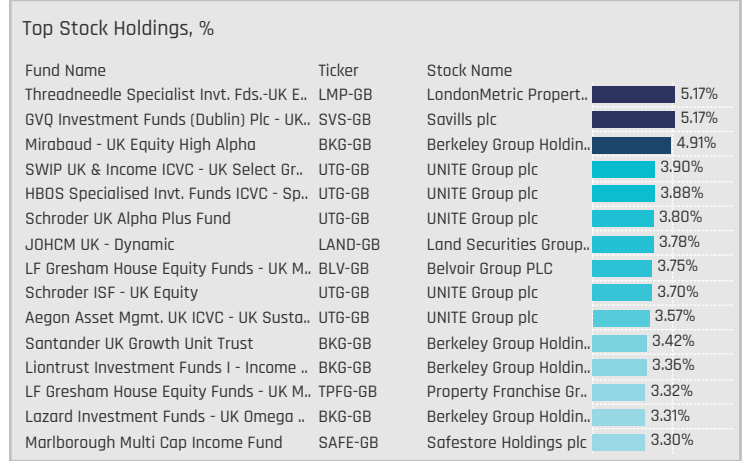 Top Stock Holdings, %
Fund Name Ticker Stock Name
Threadneedle Specialist Invt. Fds.-UK E.. LMP-GB LondonMetric Propert.. 5.17%
GVQ Investment Funds (Dublin) Plc - UK.. SVS-GB Savills plc 5.17%
Mirabaud - UK Equity High Alpha BKG-GB Berkeley Group Holdin.. 4.91%
SWIP UK & Income ICVC - UK Select Gr.. UTG-GB UNITE Group plc 3.90%
HBOS Specialised Invt. Funds ICVC - Sp.. UTG-GB UNITE Group plc 3.88%
Schroder UK Alpha Plus Fund UTG-GB UNITE Group plc 3.80%
JOHCM UK - Dynamic LAND-GB Land Securities Group.. 3.78%
LF Gresham House Equity Funds - UK M.. BLV-GB Belvoir Group PLC 3.75%
Schroder ISF - UK Equity UTG-GB UNITE Group plc 3.70%
Aegon Asset Mgmt. UK ICVC - UK Susta.. UTG-GB UNITE Group plc 3.57%
Santander UK Growth Unit Trust BKG-GB Berkeley Group Holdin.. 3.42%
Liontrust Investment Funds I - Income .. BKG-GB Berkeley Group Holdin.. 3.36%
LF Gresham House Equity Funds - UK M.. TPFG-GB Property Franchise Gr.. 3.32%
Lazard Investment Funds - UK Omega .. BKG-GB Berkeley Group Holdin.. 3.31%
Marlborough Multi Cap Income Fund SAFE-GB Safestore Holdings plc 3.30%